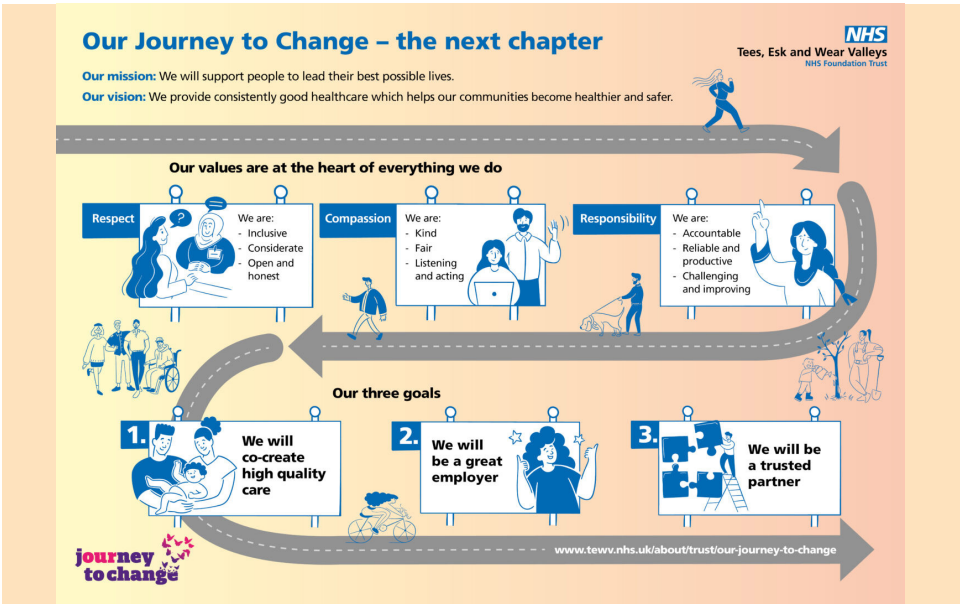 Our Journey to Change – the next chapter
NHS
Tees, Esk and Wear Valleys
NHS Foundation Trust
Our mission: We will support people to lead their best possible lives.
Our vision: We provide consistently good healthcare which helps our communities become healthier and safer.
Our values are at the heart of everything we do
Respect
?
We are:
- Inclusive
- Considerate
- Open and
honest
Compassion
We are:
- Kind
- Fair
- Listening
and acting
Responsibility
We are:
- Accountable
- Reliable and
productive
- Challenging
and improving
Our three goals
1.
We will
co-create
high quality
care
2.
We will
be a great
employer
3.
We will be
a trusted
partner
www.tewv.nhs.uk/about/trust/our-journey-to-change
journey
to change